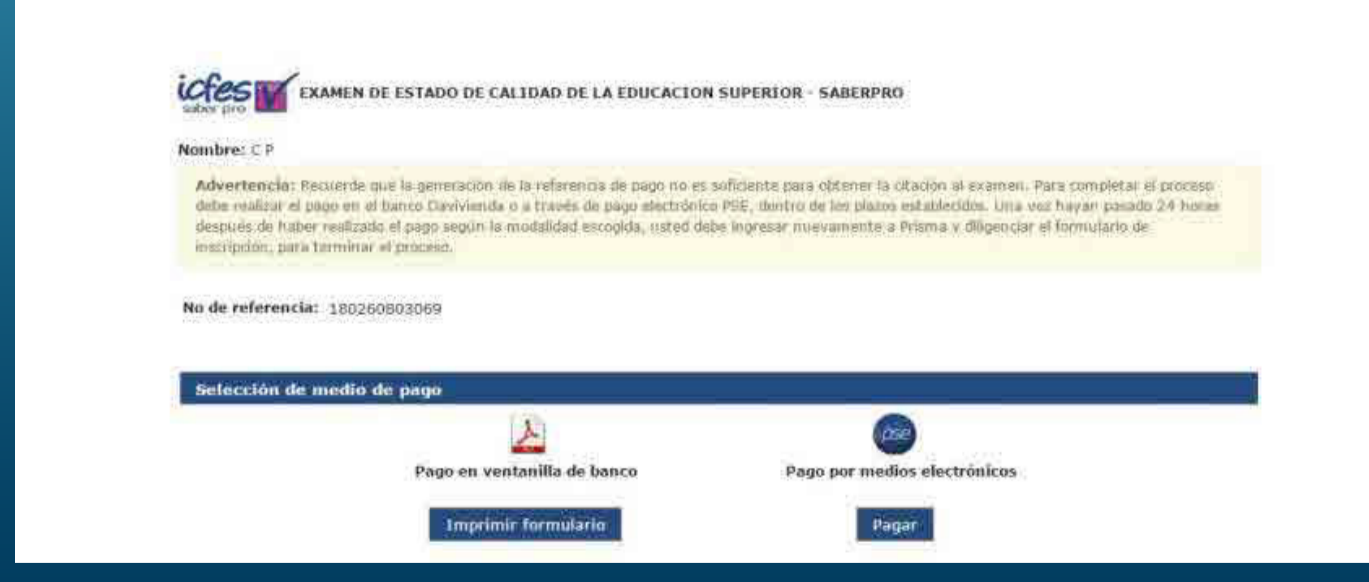 icfes
saber pro
EXAMEN DE ESTADO DE CALIDAD DE LA EDUCACION SUPERIOR - SABERPRO
Nombre: C P
Advertencia: Recuerde que la generación de la referencia de pago no es suficiente para obtener la citación al examen. Para completar el proceso
debe realizar el pago en el banco Davivienda o a través de pago electrónico PSE, dentro de los plazos establecidos. Una vez hayan pasado 24 horas
después de haber realizado el pago según la modalidad escogida, usted debe ingresar nuevamente a Prisma y diligenciar el formulario de
inscripción, para terminar el proceso.
No de referencia: 180260803069
Selección de medio de pago
pse
Pago en ventanilla de banco
Pago por medios electrónicos
Imprimir formulario
Pagar